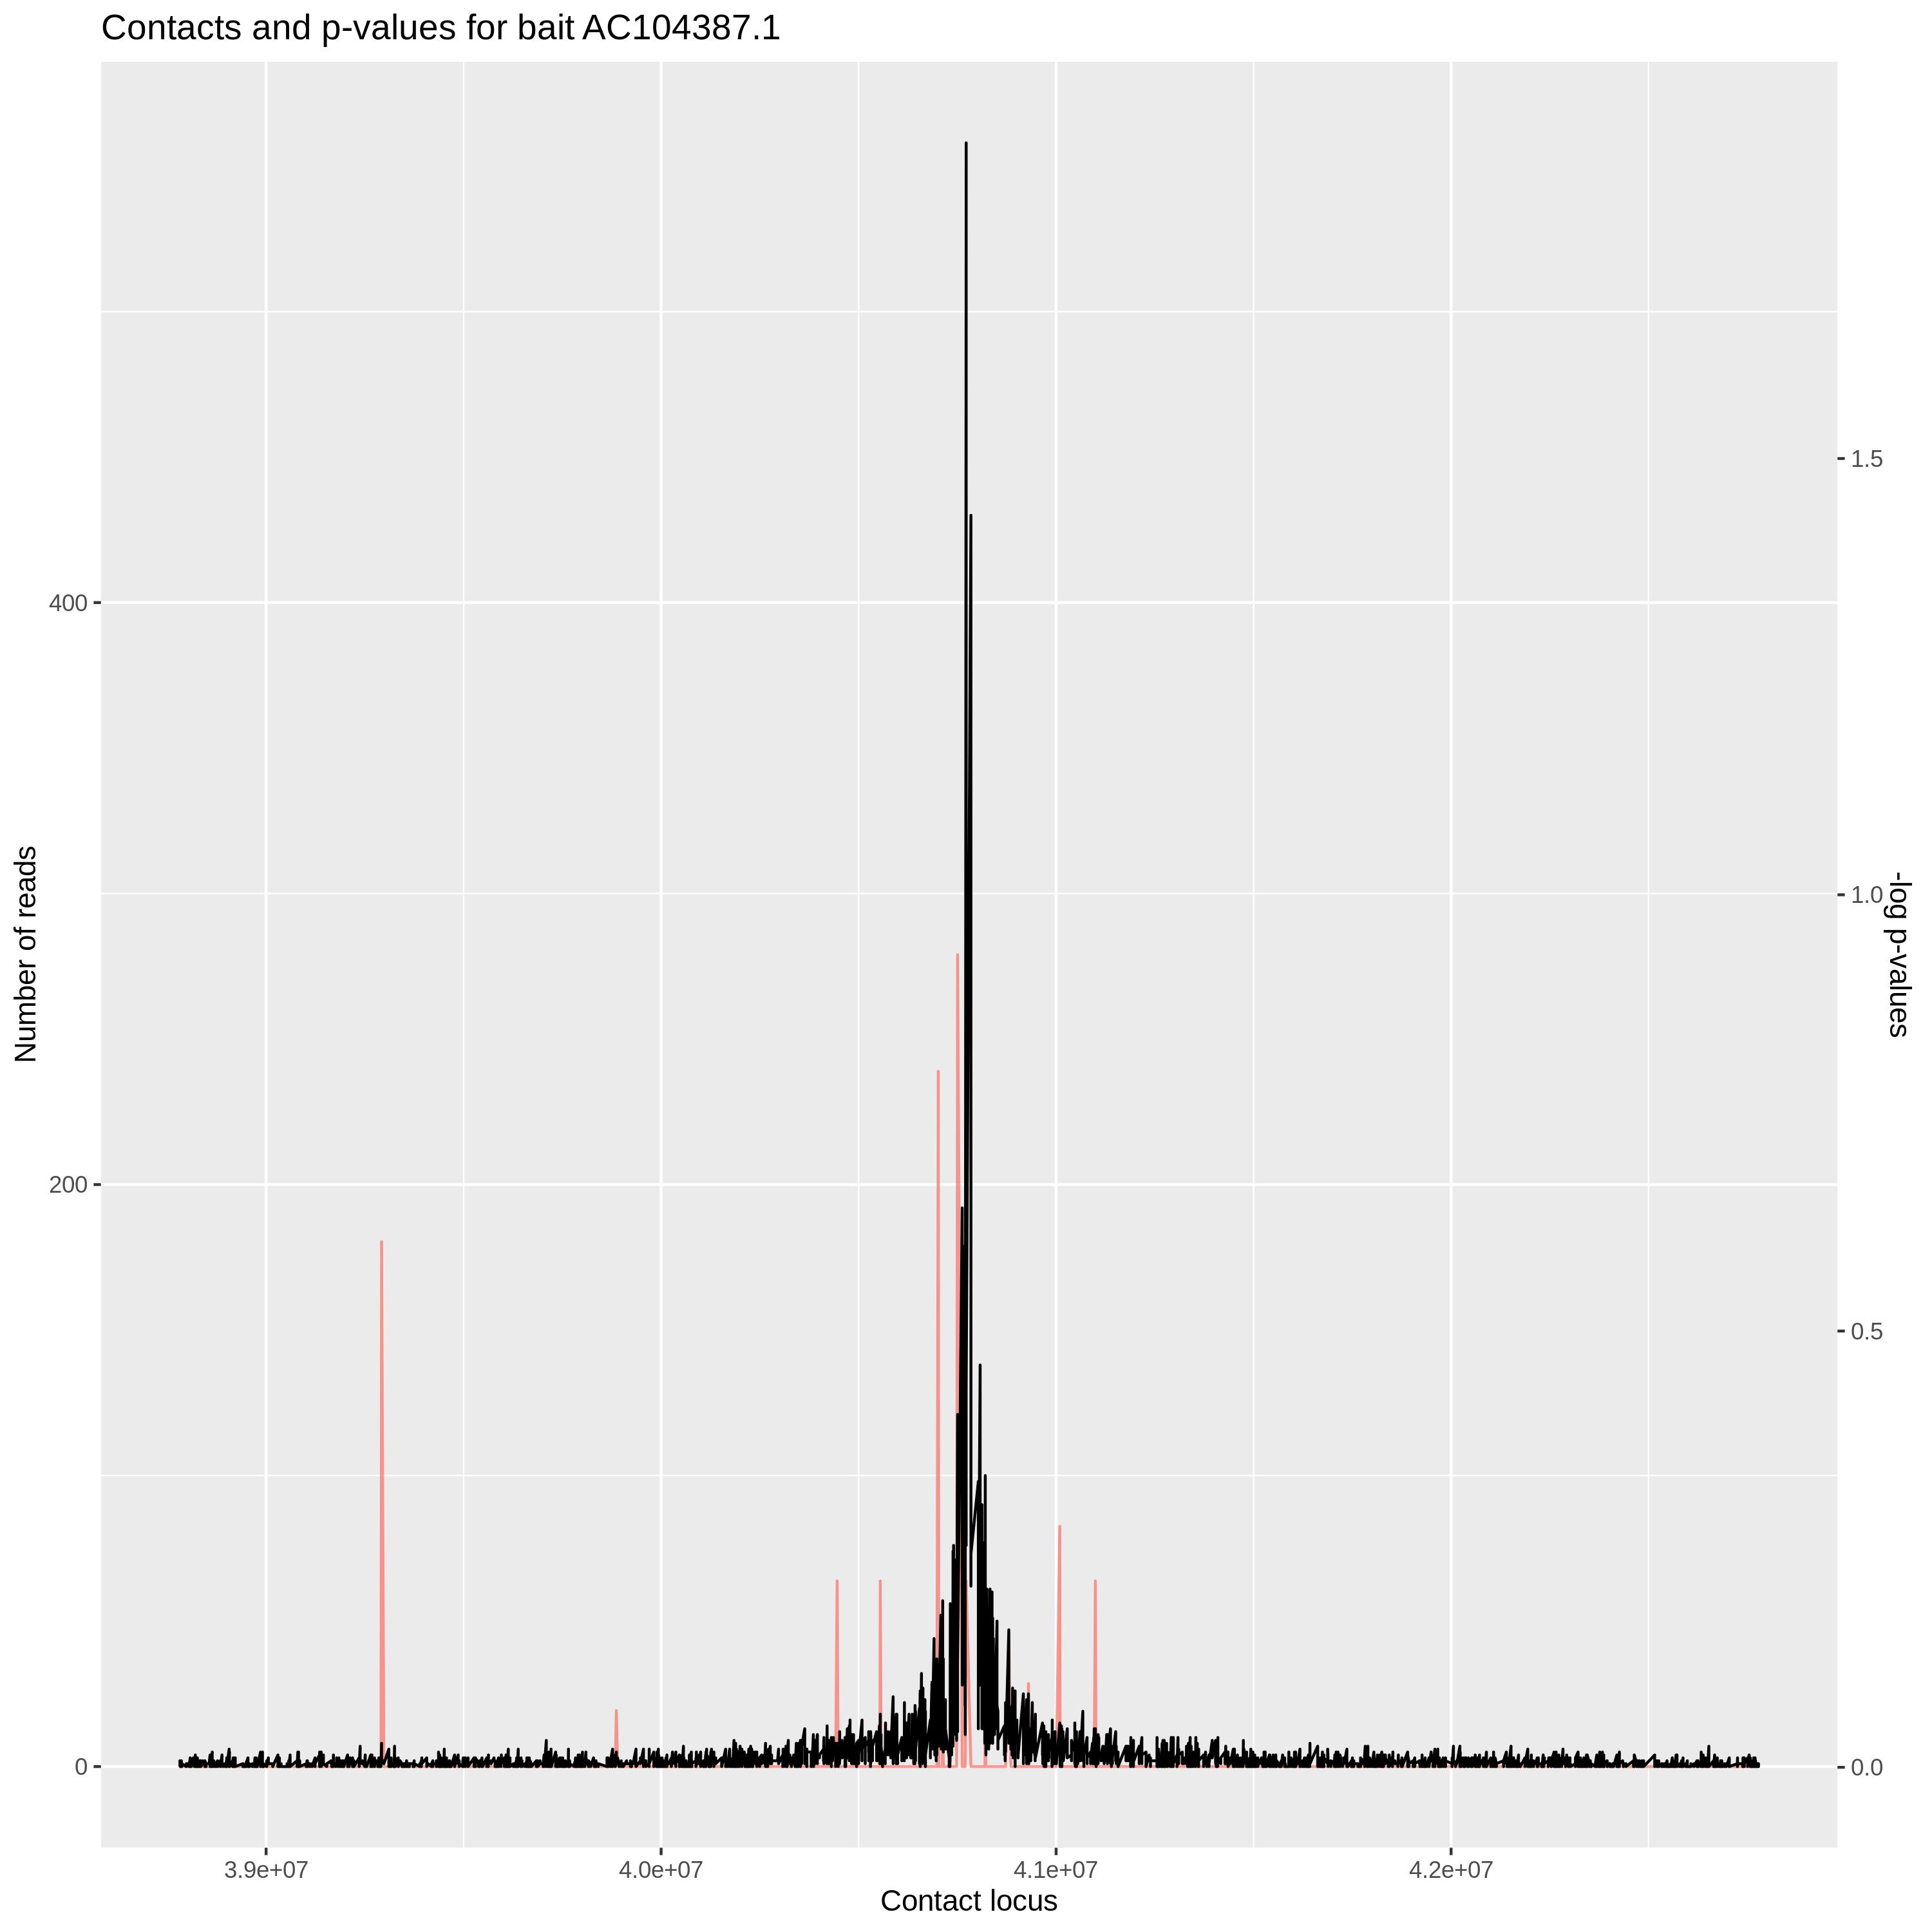 Contacts and p-values for bait AC104387.1
Number of reads
400
200
0
1.5
1.0
0.5
0.0
-log p-values
3.9e+07 4.0e+07 4.1e+07 4.2e+07
Contact locus